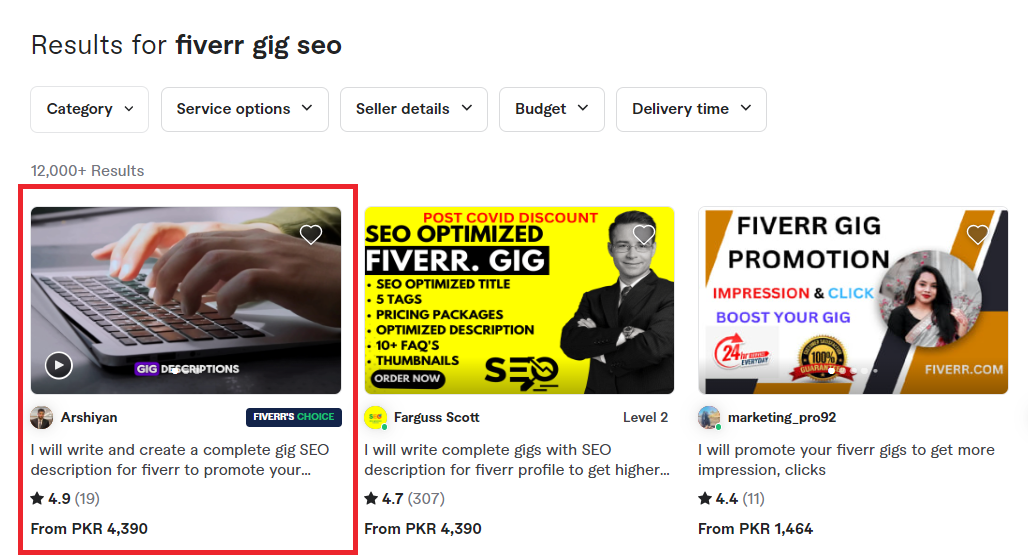 Results for fiverr gig seo
Category
Service options
Seller details
Budget
Delivery time
12,000+ Results
GIG DESCRIPTIONS
Arshiyan
FIVERR'S CHOICE
I will write and create a complete gig SEO
description for fiverr to promote your...
4.9 (19)
From PKR 4,390
POST COVID DISCOUNT
SEO OPTIMIZED
FIVERR. GIG
• SEO OPTIMIZED TITLE
• 5 TAGS
• PRICING PACKAGES
• OPTIMIZED DESCRIPTION
• 10+ FAQ'S
• THUMBNAILS
ORDER NOW
SEO
Farguss Scott
Level 2
I will write complete gigs with SEO
description for fiverr profile to get higher...
4.7 (307)
From PKR 4,390
FIVERR GIG
PROMOTION
IMPRESSION & CLICK
BOOST YOUR GIG
24
EVERYDAY
100%
FIVERR.COM
marketing_pro92
I will promote your fiverr gigs to get more
impression, clicks
4.4 (11)
From PKR 1,464